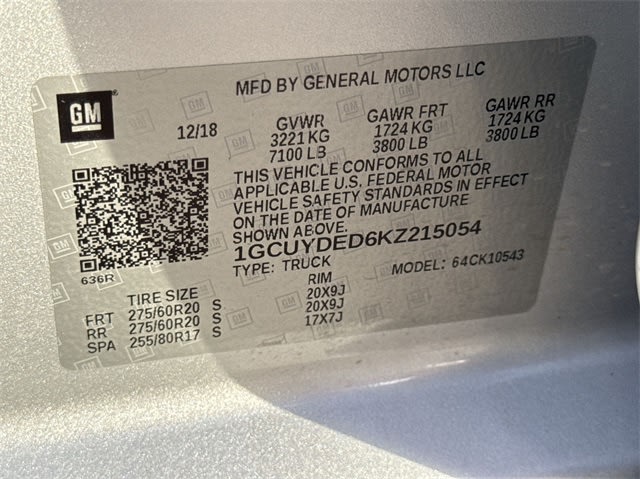 MFD BY GENERAL MOTORS LLC
GM
12/18
GVWR
3221 KG
7100 LB
GAWR FRT
1724 KG
3800 LB
GAWR RR
1724 KG
3800 LB
THIS VEHICLE CONFORMS TO ALL
APPLICABLE U.S. FEDERAL MOTOR
VEHICLE SAFETY STANDARDS IN EFFECT
ON THE DATE OF MANUFACTURE
SHOWN ABOVE.
1GCUYDED6KZ215054
TYPE: TRUCK MODEL: 64CK10543
636R
TIRE SIZE RIM
FRT 275/60R20 S 20X9J
RR 275/60R20 S 20X9J
SPA 255/80R17 S 17X7J